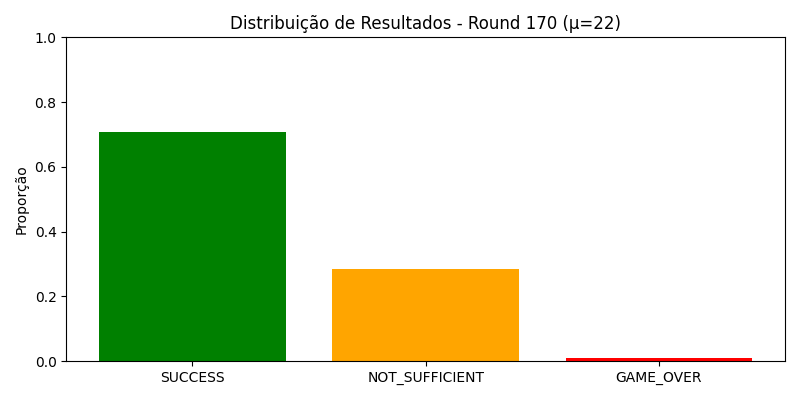 Distribuição de Resultados - Round 170 (μ=22)
Proporção
1.0
0.8
0.6
0.4
0.2
0.0
SUCCESS
NOT_SUFFICIENT
GAME_OVER